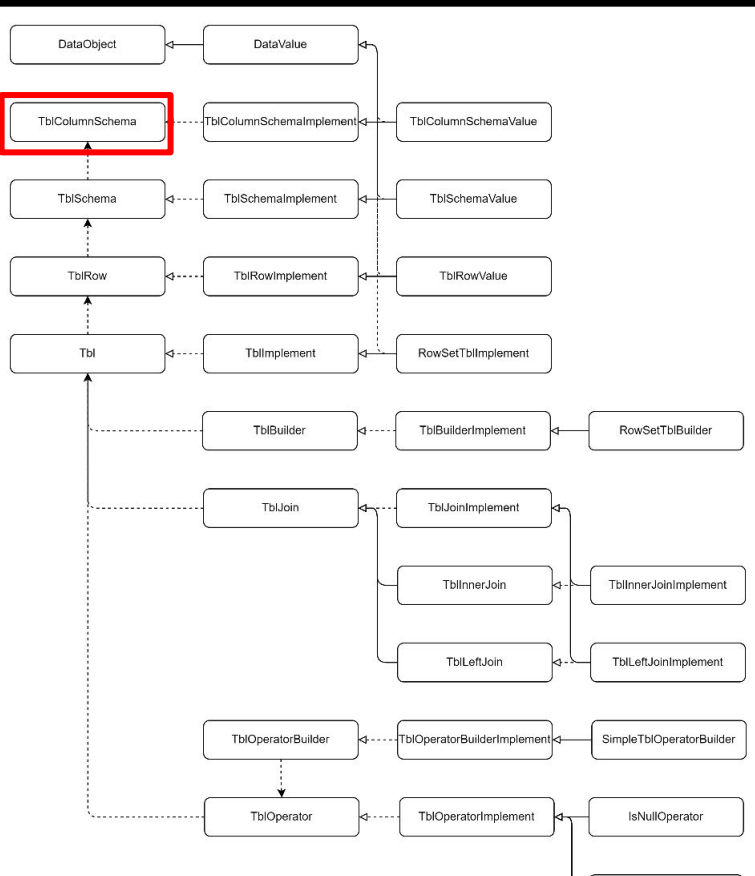 DataObject
DataValue
TblColumnSchema
TblColumnSchemaImplement
TblColumnSchemaValue
TblSchema
TblSchemaImplement
TblSchemaValue
TblRow
TblRowImplement
TblRowValue
Tbl
TblImplement
RowSetTblImplement
TblBuilder
TblBuilderImplement
RowSetTblBuilder
TblJoin
TblJoinImplement
TblInnerJoin
TblInnerJoinImplement
TblLeftJoin
TblLeftJoinImplement
TblOperatorBuilder
TblOperatorBuilderImplement
SimpleTblOperatorBuilder
TblOperator
TblOperatorImplement
IsNullOperator